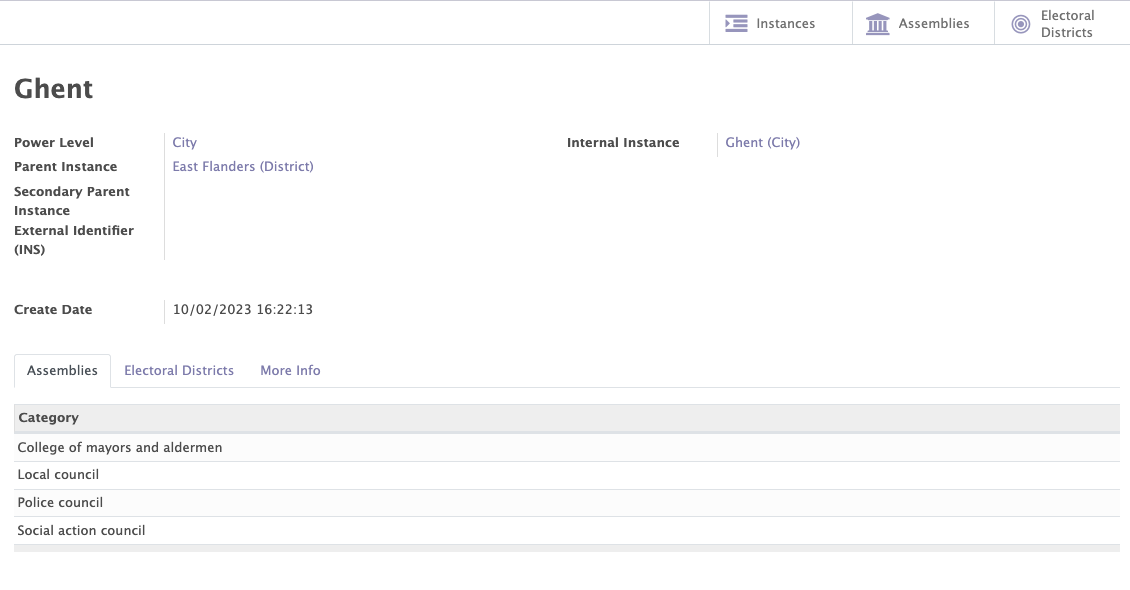 Instances
Assemblies
Electoral
Districts
Ghent
Power Level
City
Internal Instance
Ghent (City)
Parent Instance
East Flanders (District)
Secondary Parent
Instance
External Identifier
(INS)
Create Date
10/02/2023 16:22:13
Assemblies
Electoral Districts
More Info
Category
College of mayors and aldermen
Local council
Police council
Social action council